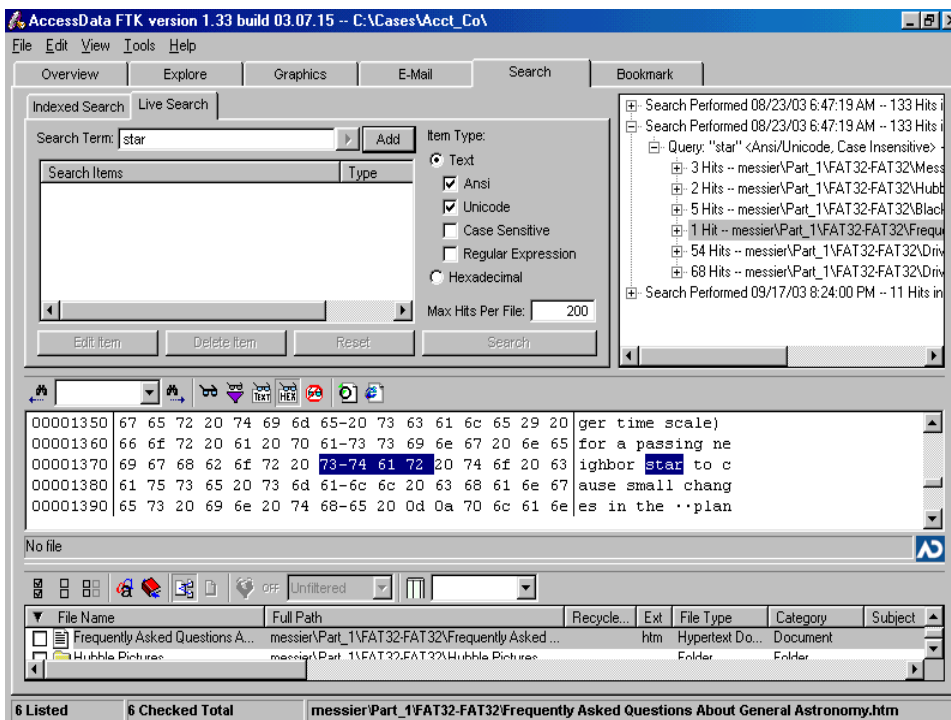 AccessData FTK version 1.33 build 03.07.15 -- C:\Cases\Acct_Co\
File Edit View Tools Help
Overview Explore Graphics E-Mail Search Bookmark
Indexed Search Live Search
Search Term: star Add
Search Items Type
Item Type:
Text
Ansi
Unicode
Case Sensitive
Regular Expression
Hexadecimal
Max Hits Per File: 200
Edit Item Delete Item Reset Search
Search Performed 08/23/03 6:47:19 AM -- 133 Hits i
Search Performed 08/23/03 6:47:19 AM -- 133 Hits i
Query: "star" <Ansi/Unicode, Case Insensitive> -
3 Hits -- messier\Part_1\FAT32-FAT32\Mess
2 Hits -- messier\Part_1\FAT32-FAT32\Hubb
5 Hits -- messier\Part_1\FAT32-FAT32\Black
1 Hit -- messier\Part_1\FAT32-FAT32\Freque
54 Hits -- messier\Part_1\FAT32-FAT32\Driv
68 Hits -- messier\Part_1\FAT32-FAT32\Driv
Search Performed 09/17/03 8:24:00 PM -- 11 Hits in
TEXT HEX
00001350 67 65 72 20 74 69 6d 65-20 73 63 61 6c 65 29 20 ger time scale)
00001360 66 6f 72 20 61 20 70 61-73 73 69 6e 67 20 6e 65 for a passing ne
00001370 69 67 68 62 6f 72 20 73-74 61 72 20 74 6f 20 63 ighbor star to c
00001380 61 75 73 65 20 73 6d 61-6c 6c 20 63 68 61 6e 67 ause small chang
00001390 65 73 20 69 6e 20 74 68-65 20 0d 0a 70 6c 61 6e es in the ··plan
No file
OFF Unfiltered
File Name Full Path Recycle... Ext File Type Category Subject
Frequently Asked Questions A... messier\Part_1\FAT32-FAT32\Frequently Asked ... htm Hypertext Do... Document
Hubble Pictures messier\Part_1\FAT32-FAT32\Hubble Pictures Folder Folder
6 Listed 6 Checked Total messier\Part_1\FAT32-FAT32\Frequently Asked Questions About General Astronomy.htm